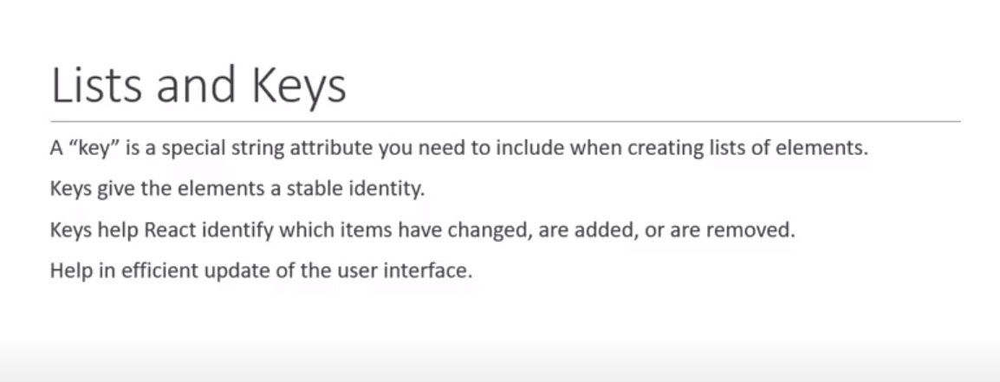 Lists and Keys
A “key” is a special string attribute you need to include when creating lists of elements.
Keys give the elements a stable identity.
Keys help React identify which items have changed, are added, or are removed.
Help in efficient update of the user interface.